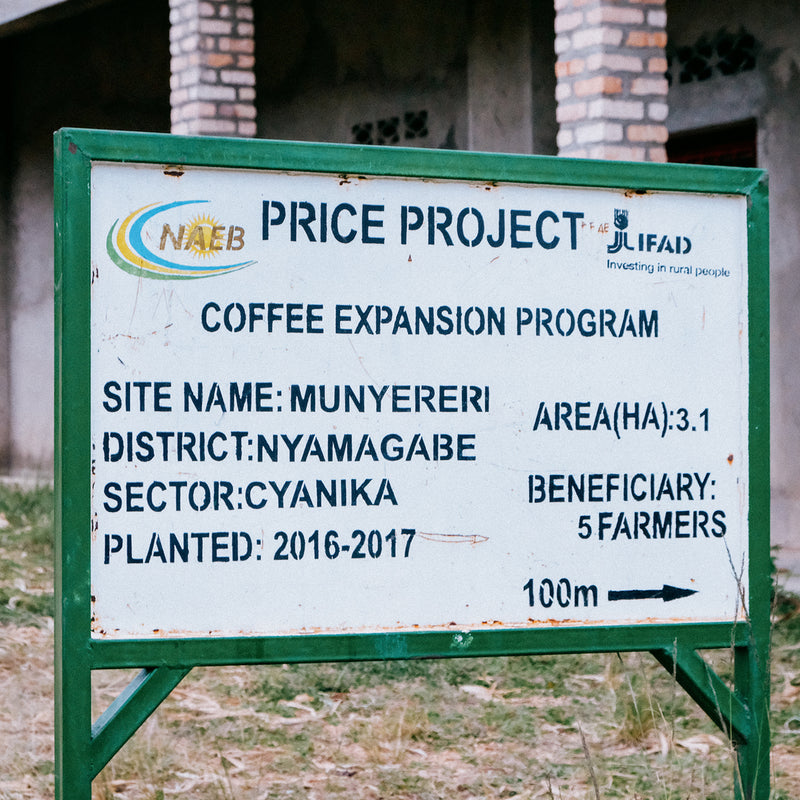 NAEB PRICE PROJECT IFAD
Investing in rural people
COFFEE EXPANSION PROGRAM
SITE NAME: MUNYERERI
DISTRICT:NYAMAGABE
SECTOR:CYANIKA
PLANTED: 2016-2017
AREA(HA):3.1
BENEFICIARY:
5 FARMERS
100m